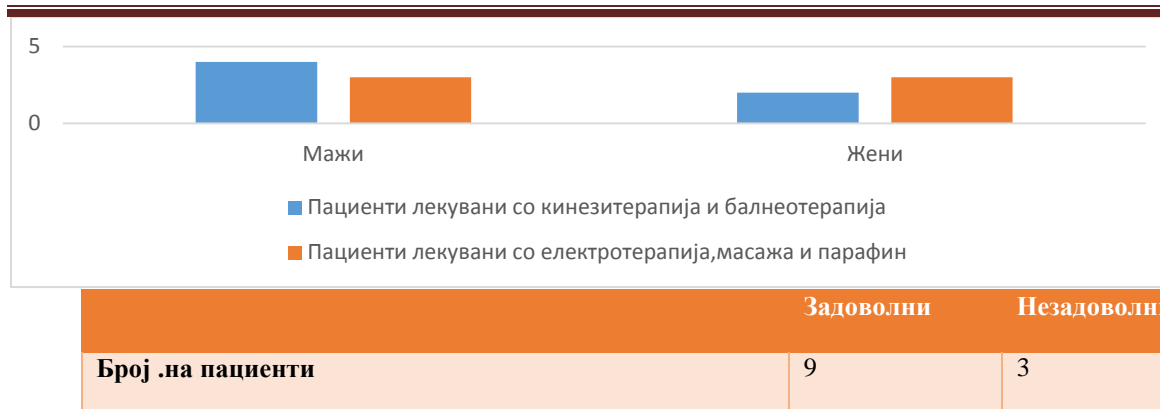 5
0
Мажи Жени
Пациенти лекувани со кинезитерапија и балнеотерапија
Пациенти лекувани со електротерапија,масажа и парафин
Задоволни Незадоволни
Број .на пациенти 9 3